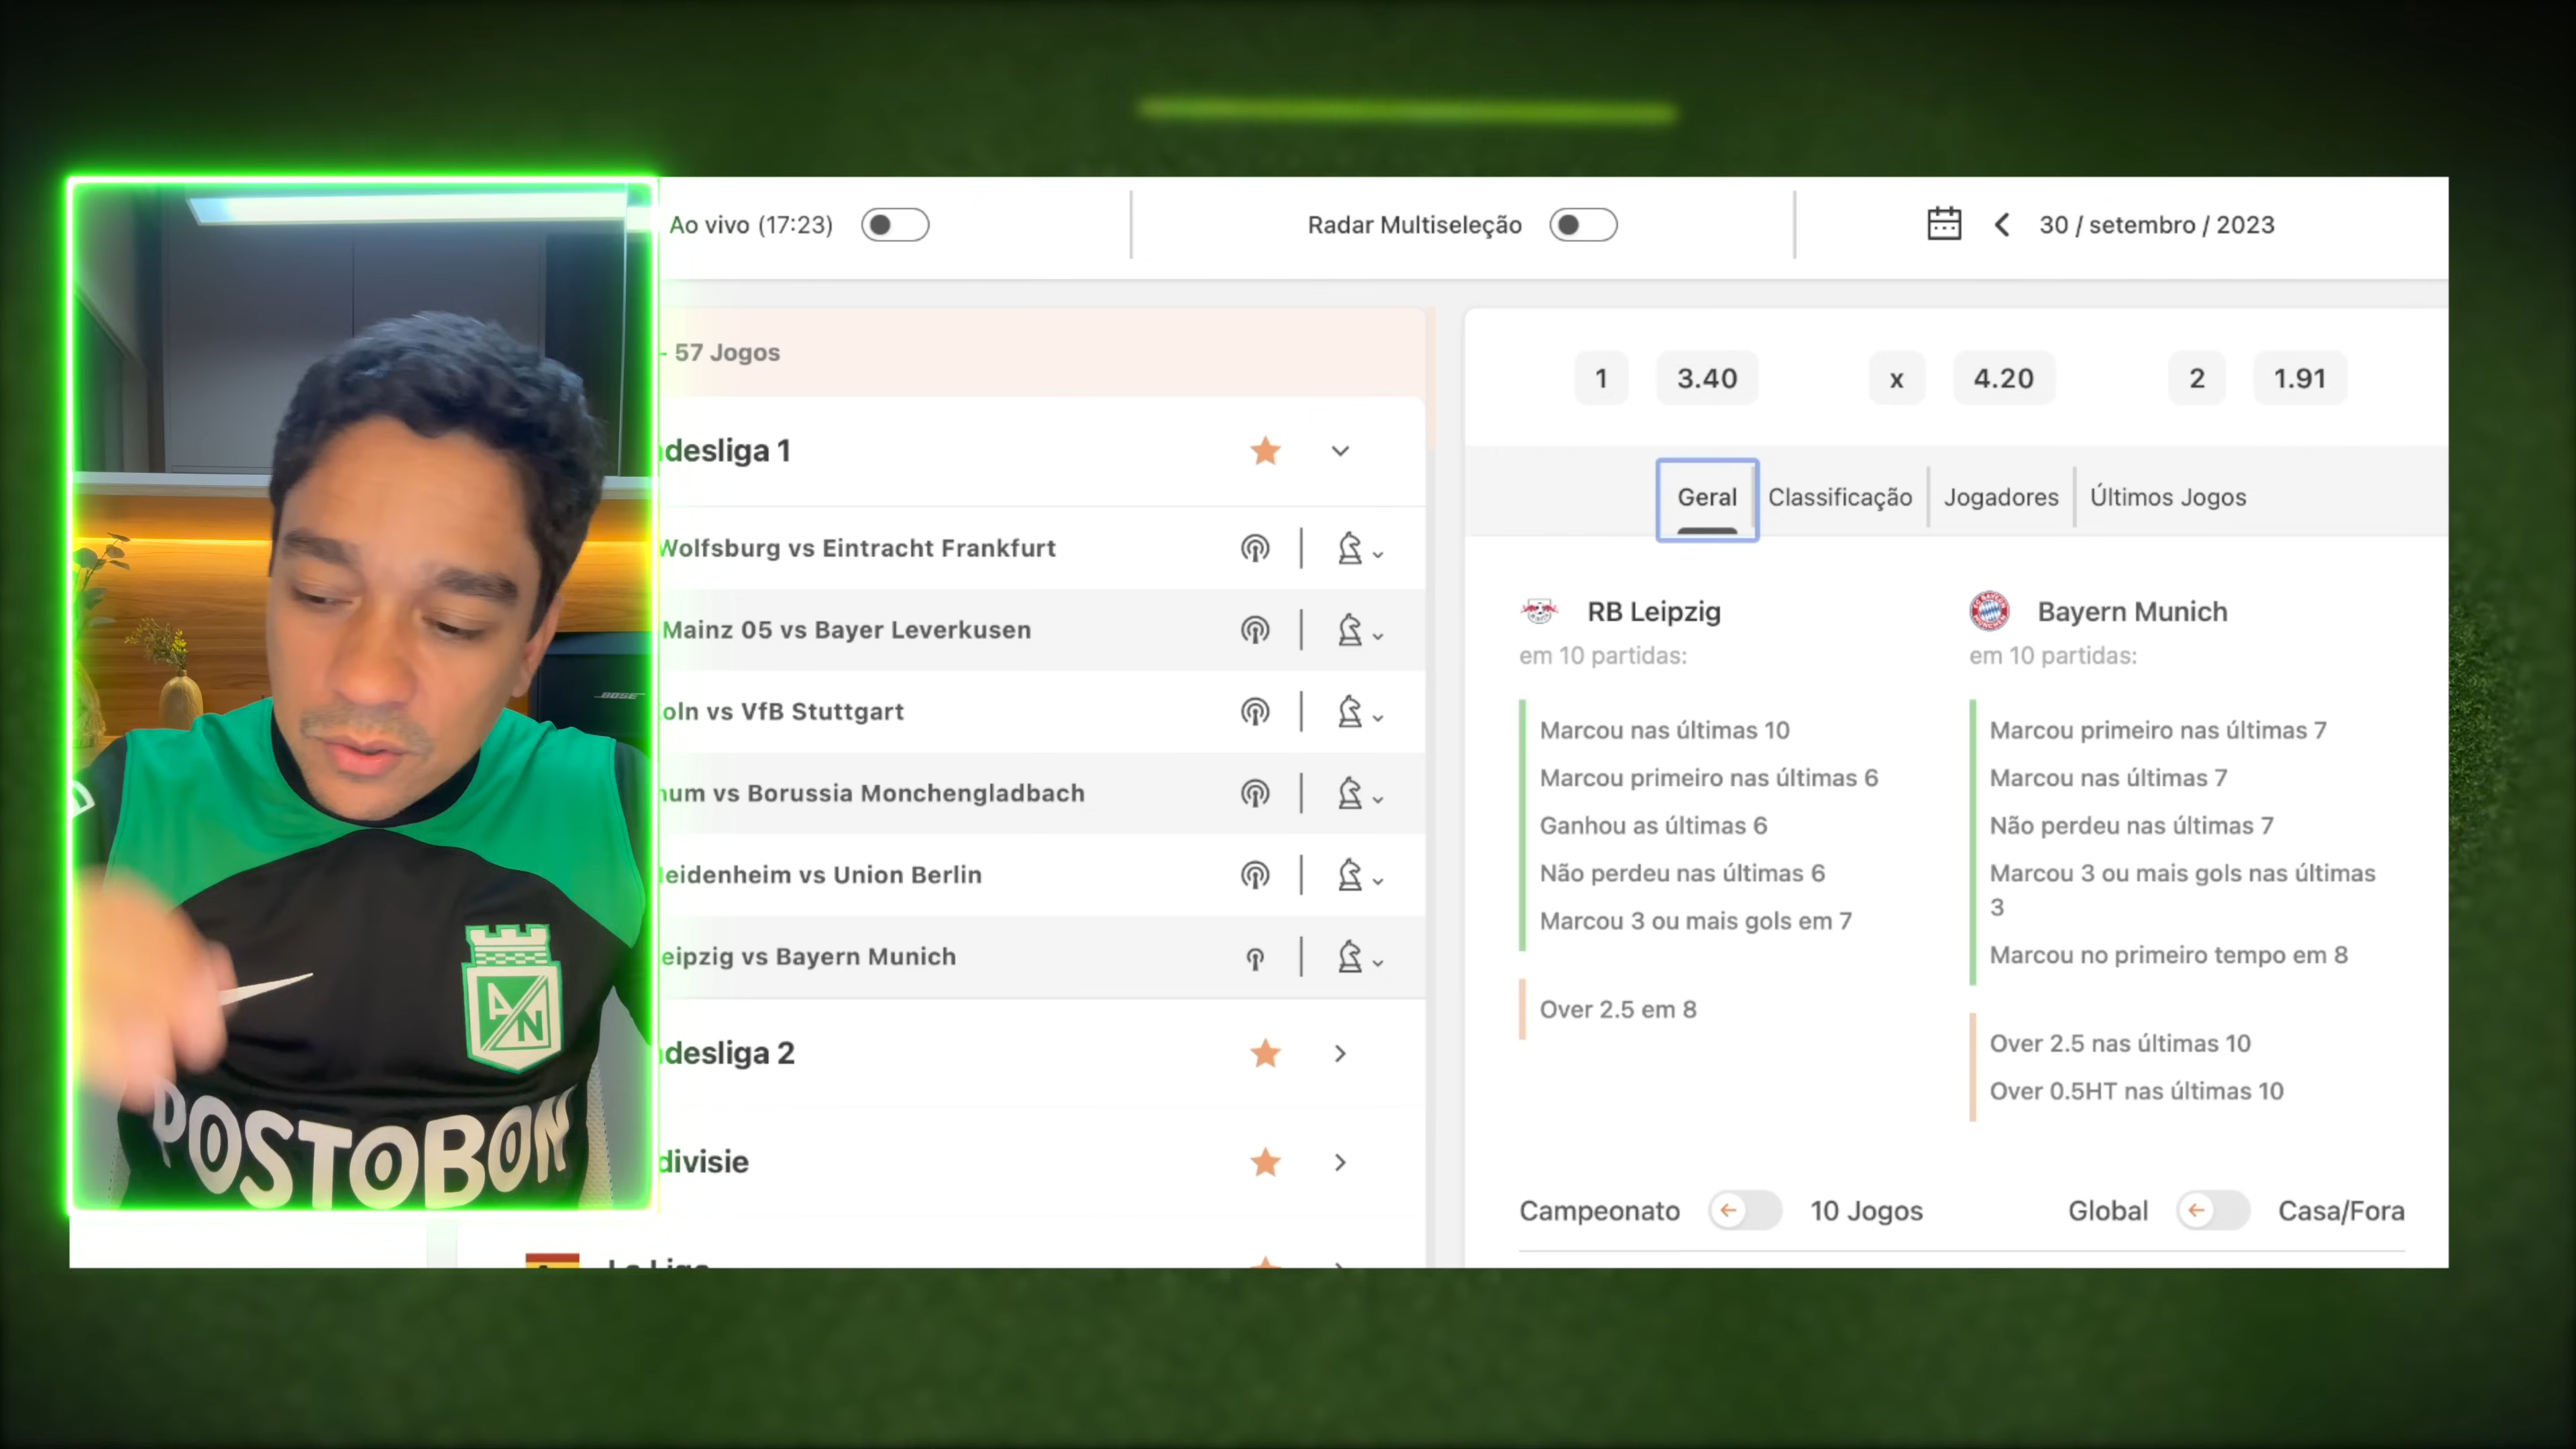 Ao vivo (17:23)
Radar Multiseleção
30 / setembro / 2023
- 57 Jogos
1 3.40 x 4.20 2 1.91
desliga 1
Geral
Classificação
Jogadores
Últimos Jogos
Wolfsburg vs Eintracht Frankfurt
Mainz 05 vs Bayer Leverkusen
oln vs VfB Stuttgart
um vs Borussia Monchengladbach
eidenheim vs Union Berlin
eipzig vs Bayern Munich
desliga 2
divisie
RB Leipzig
em 10 partidas:
Marcou nas últimas 10
Marcou primeiro nas últimas 6
Ganhou as últimas 6
Não perdeu nas últimas 6
Marcou 3 ou mais gols em 7
Over 2.5 em 8
Bayern Munich
em 10 partidas:
Marcou primeiro nas últimas 7
Marcou nas últimas 7
Não perdeu nas últimas 7
Marcou 3 ou mais gols nas últimas
3
Marcou no primeiro tempo em 8
Over 2.5 nas últimas 10
Over 0.5HT nas últimas 10
Campeonato
10 Jogos
Global
Casa/Fora
BOSE
AN
POSTOBON